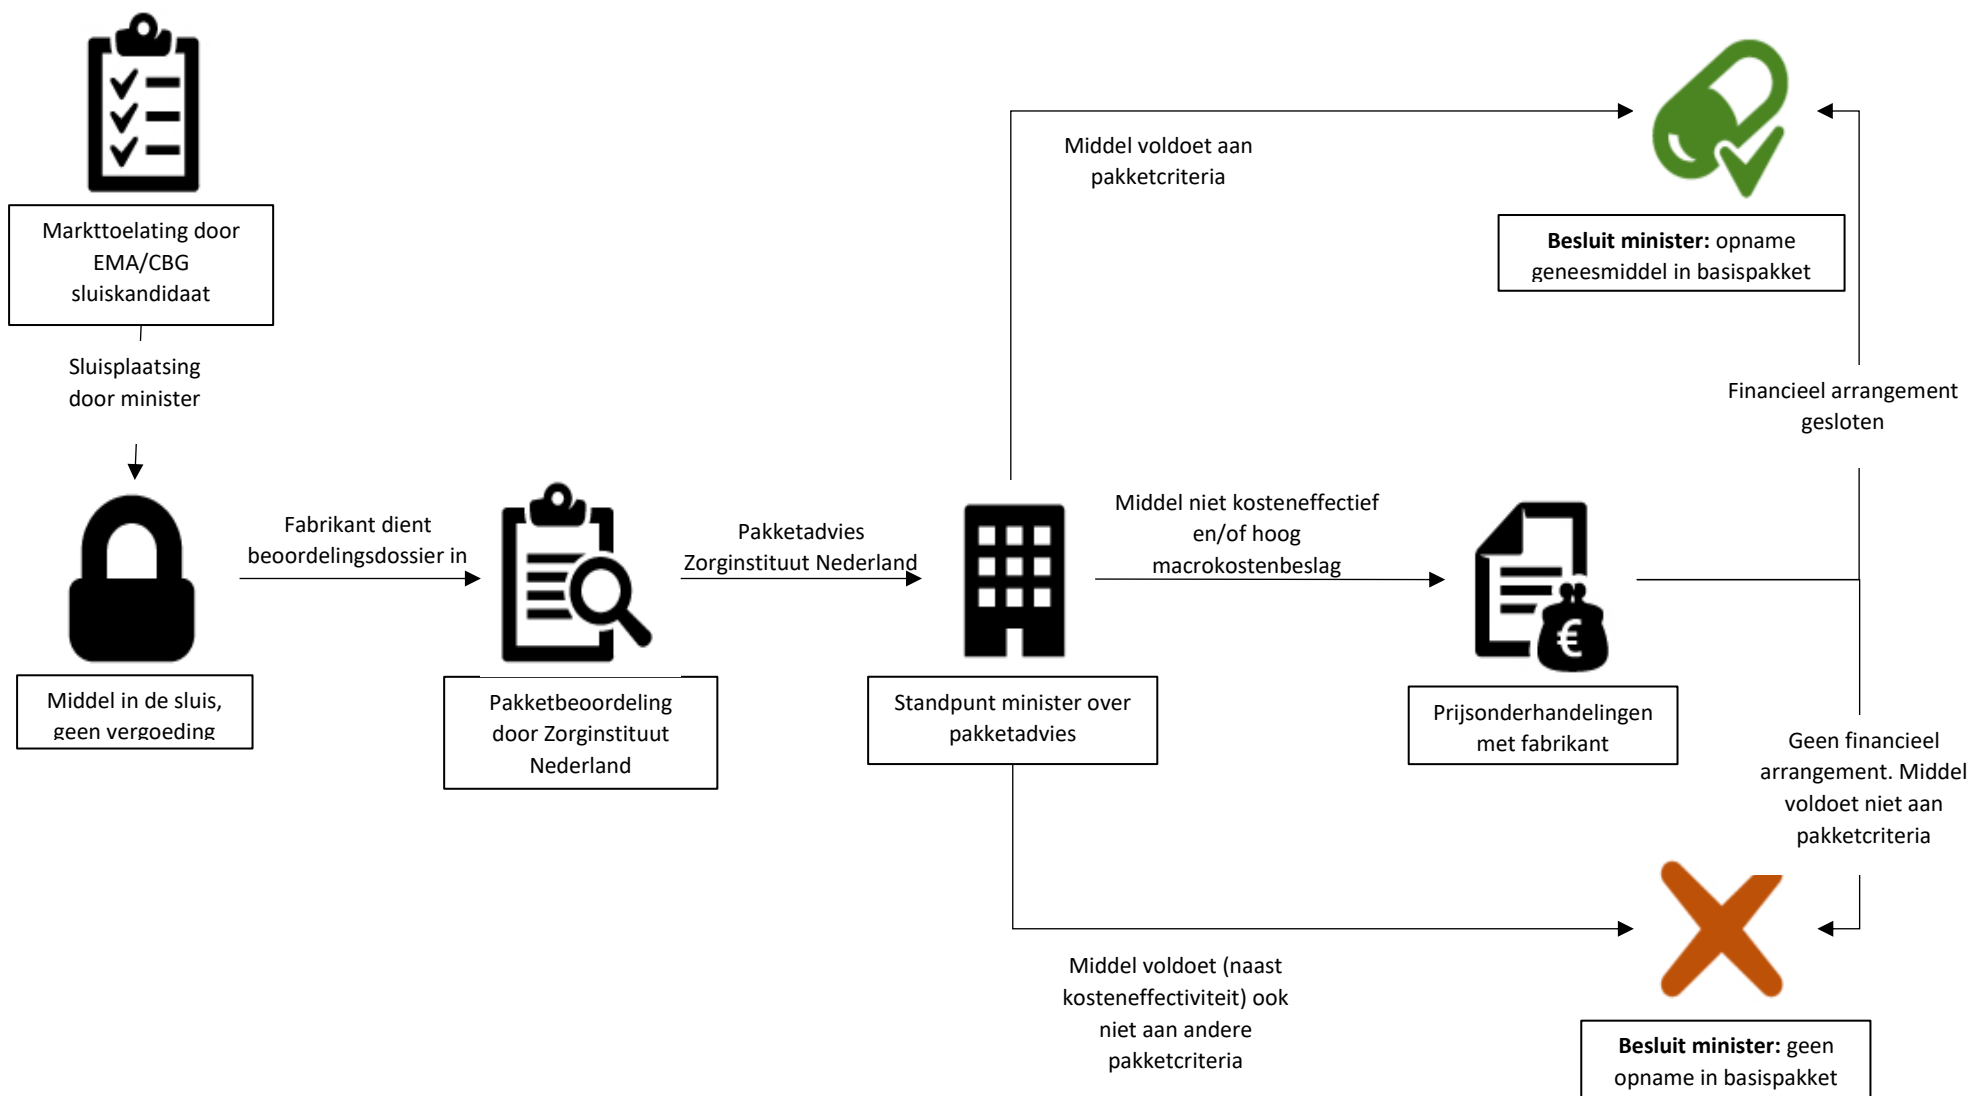 Markttoelating door
EMA/CBG
sluiskandidaat
Sluisplaatsing
door minister
Middel in de sluis,
geen vergoeding
Fabrikant dient
beoordelingsdossier in
Pakketbeoordeling
door Zorginstituut
Nederland
Pakketadvies
Zorginstituut Nederland
Standpunt minister over
pakketadvies
Middel voldoet aan
pakketcriteria
Besluit minister: opname
geneesmiddel in basispakket
Middel niet kosteneffectief
en/of hoog
macrokostenbeslag
€
Prijsonderhandelingen
met fabrikant
Financieel arrangement
gesloten
Geen financieel
arrangement. Middel
voldoet niet aan
pakketcriteria
Middel voldoet (naast
kosteneffectiviteit) ook
niet aan andere
pakketcriteria
Besluit minister: geen
opname in basispakket